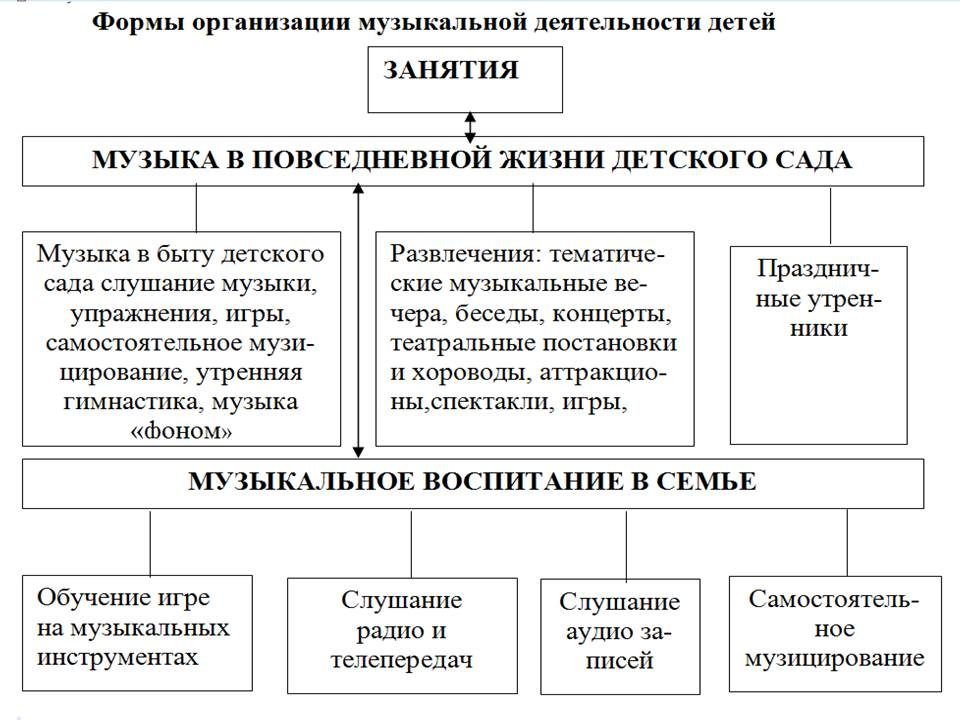 Формы организации музыкальной деятельности детей
ЗАНЯТИЯ
МУЗЫКА В ПОВСЕДНЕВНОЙ ЖИЗНИ ДЕТСКОГО САДА
Музыка в быту детского
сада слушание музыки,
упражнения, игры,
самостоятельное музи-
цирование, утренняя
гимнастика, музыка
«фоном»
Развлечения: тематиче-
ские музыкальные ве-
чера, беседы, концерты,
театральные постановки
и хороводы, аттракцио-
ны,спектакли, игры,
Празднич-
ные утрен-
ники
МУЗЫКАЛЬНОЕ ВОСПИТАНИЕ В СЕМЬЕ
Обучение игре
на музыкальных
инструментах
Слушание
радио и
телепередач
Слушание
аудио за-
писей
Самостоятель-
ное
музицирование